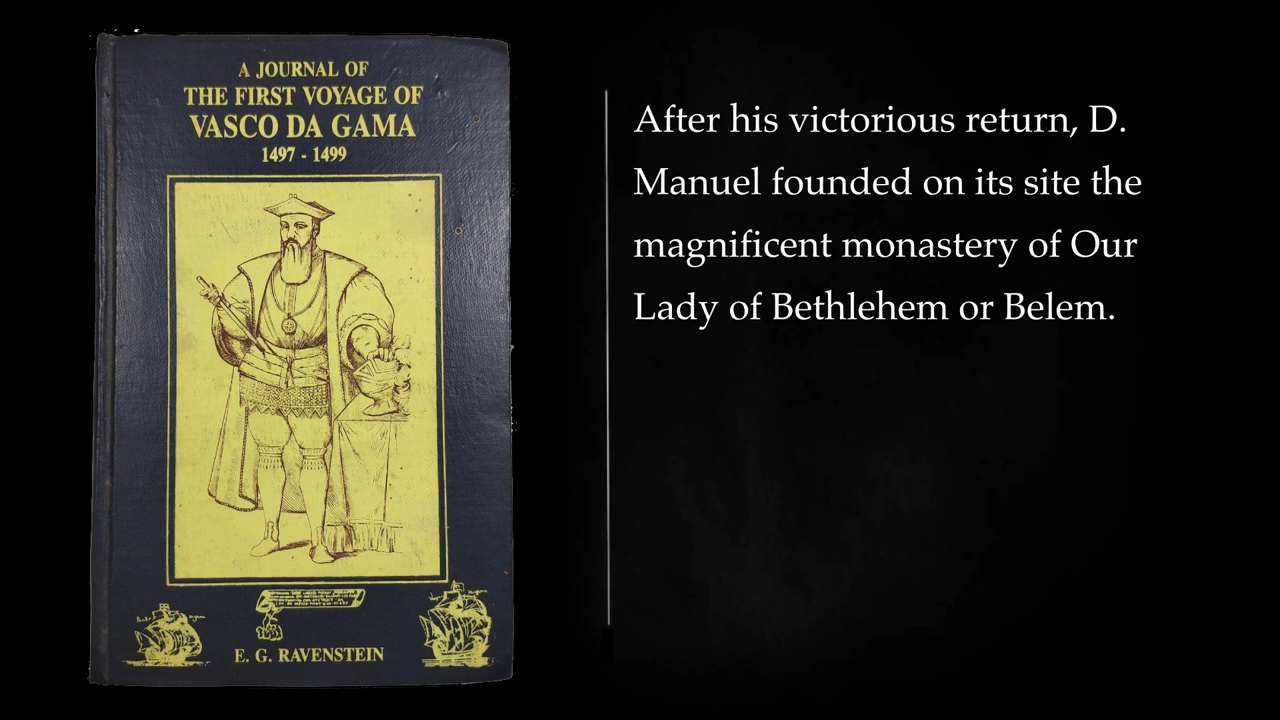 A JOURNAL OF
THE FIRST VOYAGE OF
VASCO DA GAMA
1497 - 1499
E. G. RAVENSTEIN
After his victorious return, D.
Manuel founded on its site the
magnificent monastery of Our
Lady of Bethlehem or Belem.